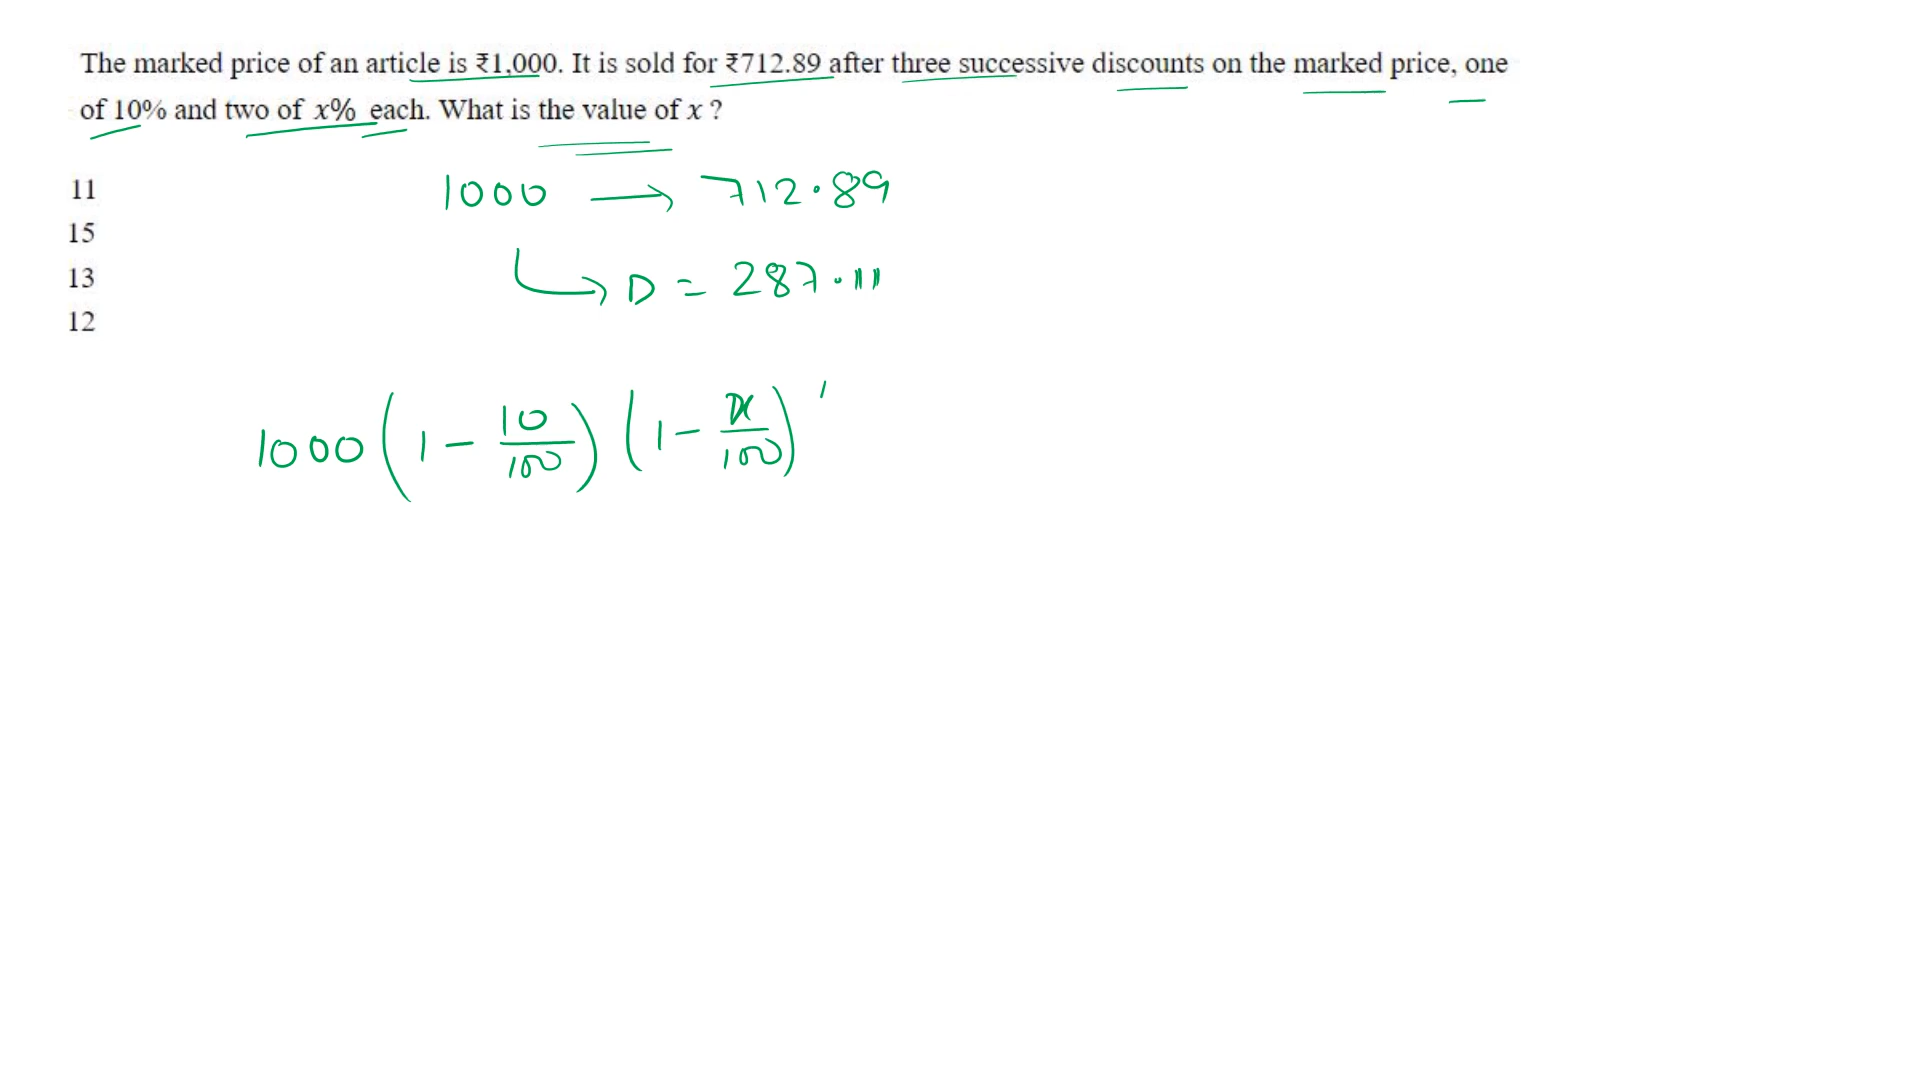 The marked price of an article is ₹1,000. It is sold for ₹712.89 after three successive discounts on the marked price, one
of 10% and two of x% each. What is the value of x ?
11
15
13
12
1000 → 712.89
↳ D = 287.11
1000 (1 - 10/100) (1 - x/100)'